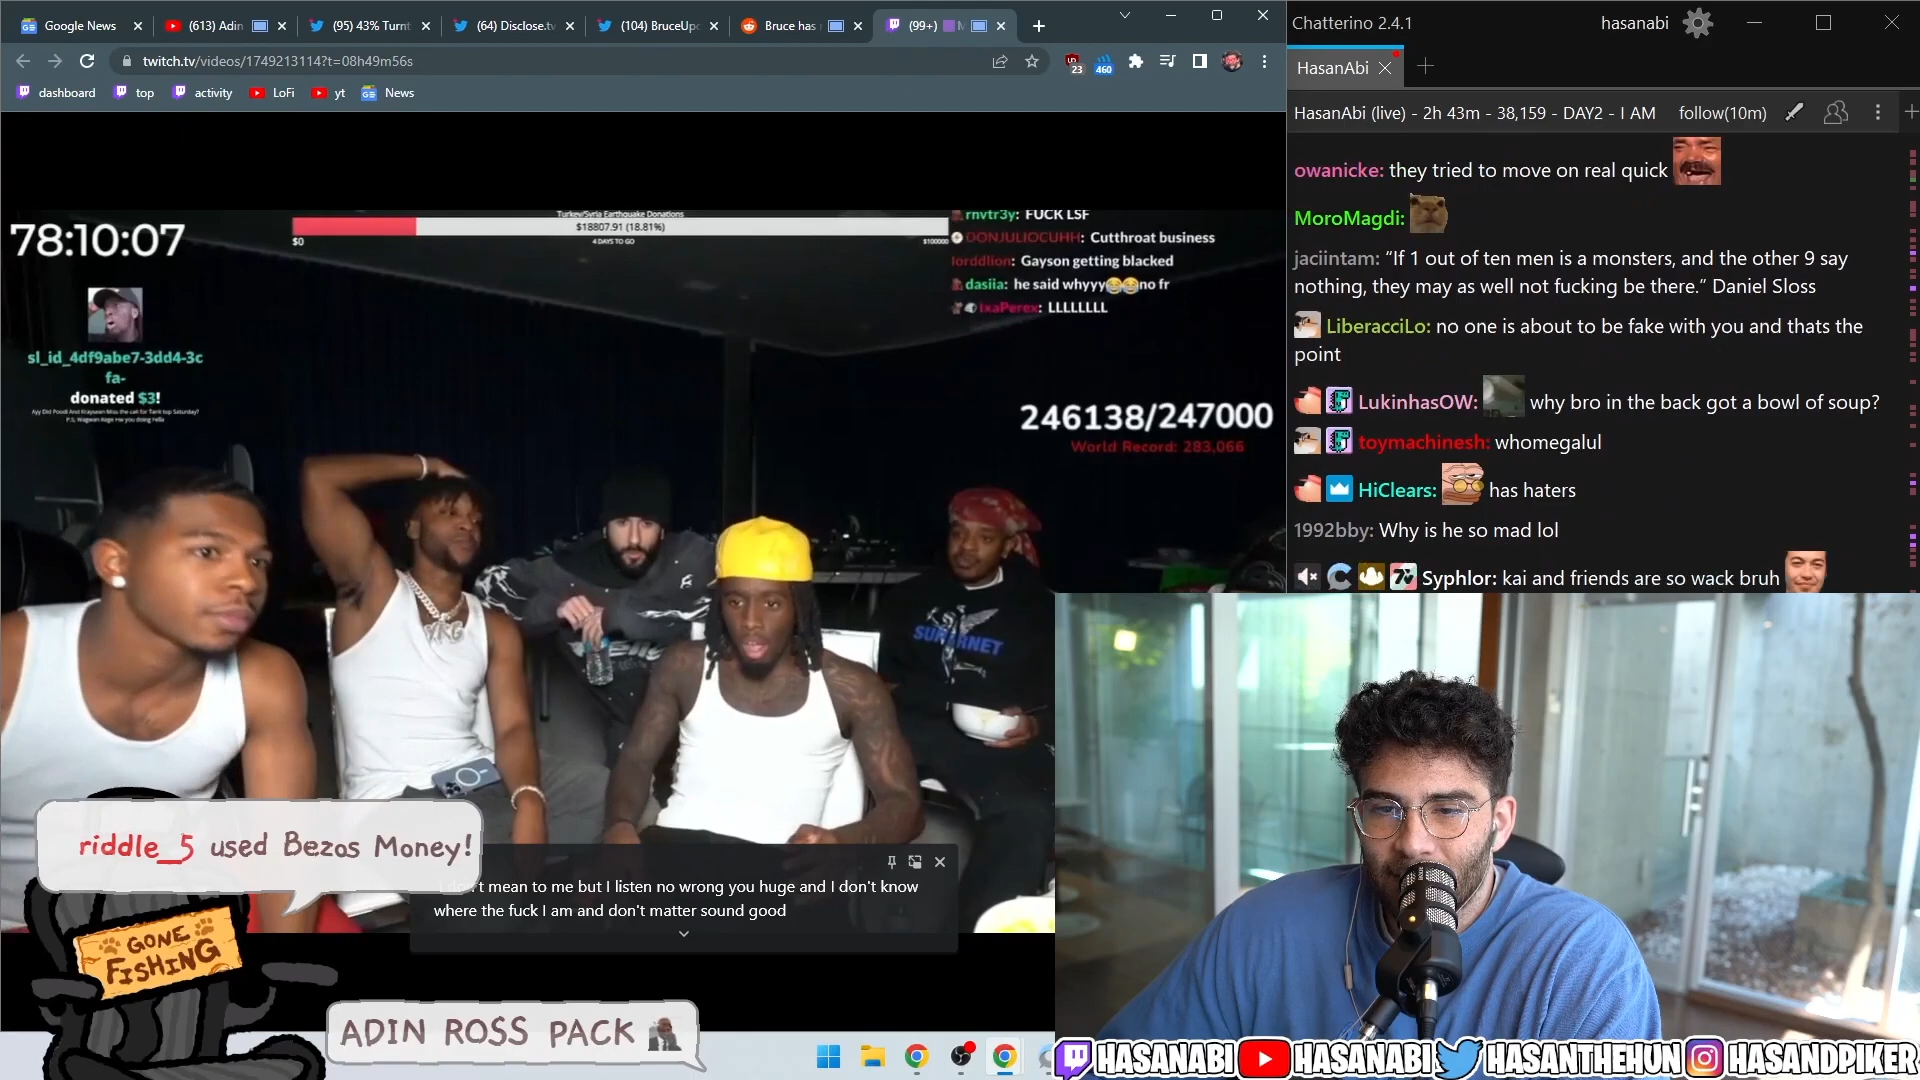 Google News
(613) Adin
(95) 43% Turnt
(64) Disclose.tv
(104) BruceUpc
Bruce has
(99+)
twitch.tv/videos/1749213114?t=08h49m56s
23
460
dashboard
top
activity
LoFi
yt
News
78:10:07
Turkey/Syria Earthquake Donations
$18807.91 (18.81%)
$0
4 DAYS TO GO
$100000
rnvtr3y: FUCK LSF
DONJULIOCUHH: Cutthroat business
lorddlion: Gayson getting blacked
dasiia: he said whyyy😂😂no fr
ixaPerex: LLLLLLLL
sl_id_4df9abe7-3dd4-3c
fa-
donated $3!
246138/247000
World Record: 283,066
SUPERNET
riddle_5 used Bezos Money!
t mean to me but I listen no wrong you huge and I don't know
where the fuck I am and don't matter sound good
GONE
FISHING
ADIN ROSS PACK
Chatterino 2.4.1
hasanabi
HasanAbi
HasanAbi (live) - 2h 43m - 38,159 - DAY2 - I AM
follow(10m)
owanicke: they tried to move on real quick
MoroMagdi:
jaciintam: “If 1 out of ten men is a monsters, and the other 9 say
nothing, they may as well not fucking be there.” Daniel Sloss
LiberacciLo: no one is about to be fake with you and thats the
point
LukinhasOW: why bro in the back got a bowl of soup?
toymachinesh: whomegalul
HiClears: has haters
1992bby: Why is he so mad lol
Syphlor: kai and friends are so wack bruh
HASANABI
HASANABI
HASANTHEHUN
HASANDPIKER